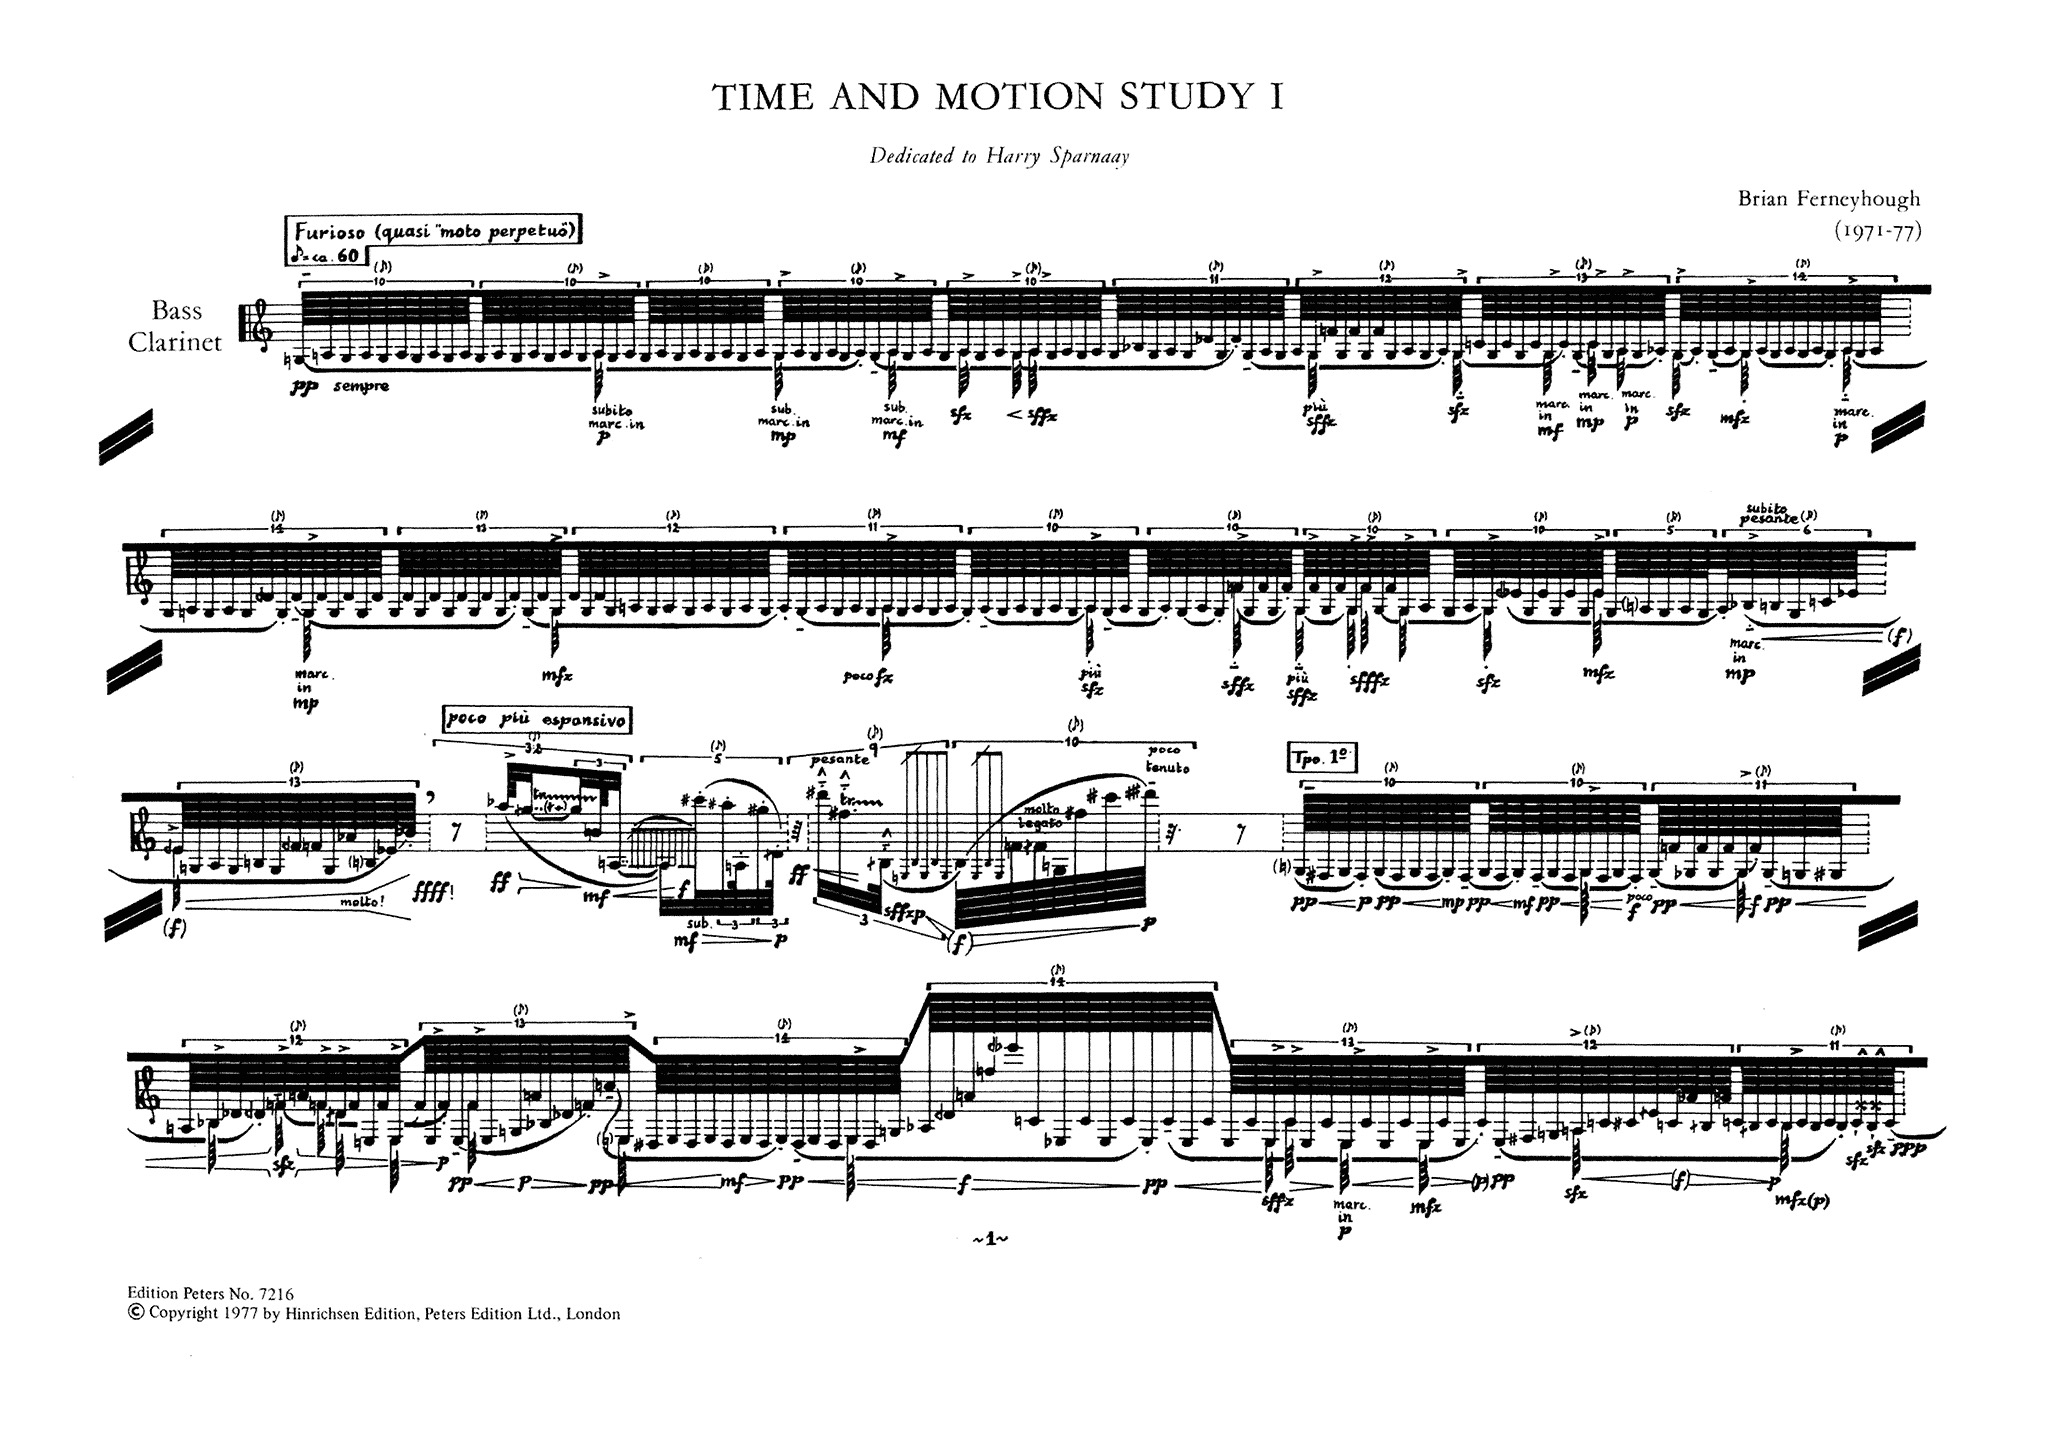 TIME AND MOTION STUDY I
Dedicated to Harry Sparnaay
Brian Ferneyhough
(1971-77)
Furioso (quasi "moto perpetuo")
♪=ca. 60
Bass
Clarinet
10 10 10 10 10 11 12 13 14
pp sempre
subito marc. in p
sub. marc. in mp
sub. marc. in mf
sfz
< sffz
più sffz
sfz
marc. in mf
marc. in mp
marc. in p
sfz
mfz
marc. in p
subito pesante
14 13 12 11 10 10 10 10 5 6
marc. in mp
mfz
poco fz
più sfz
sffz
più sffz
sfffz
sfz
mfz
marc. in mp
(f)
poco più espansivo
Tpo. 1º
13 3 5 9 10 10 10 11
pesante
poco tenuto
molto legato
(f)
molto!
ffff!
ff mf f
sub. mf p
3 3
ff
3
sffzp
(f)
p
pp p pp mp pp mf pp poco f pp f pp
12 13 14 14 13 12 11
sfz p pp p pp mf pp f pp
sffz
marc. in p
mfz
(p) pp
sfz
(f)
p
mfz(p)
sfz
sfz
ppp
~1~
Edition Peters No. 7216
© Copyright 1977 by Hinrichsen Edition, Peters Edition Ltd., London